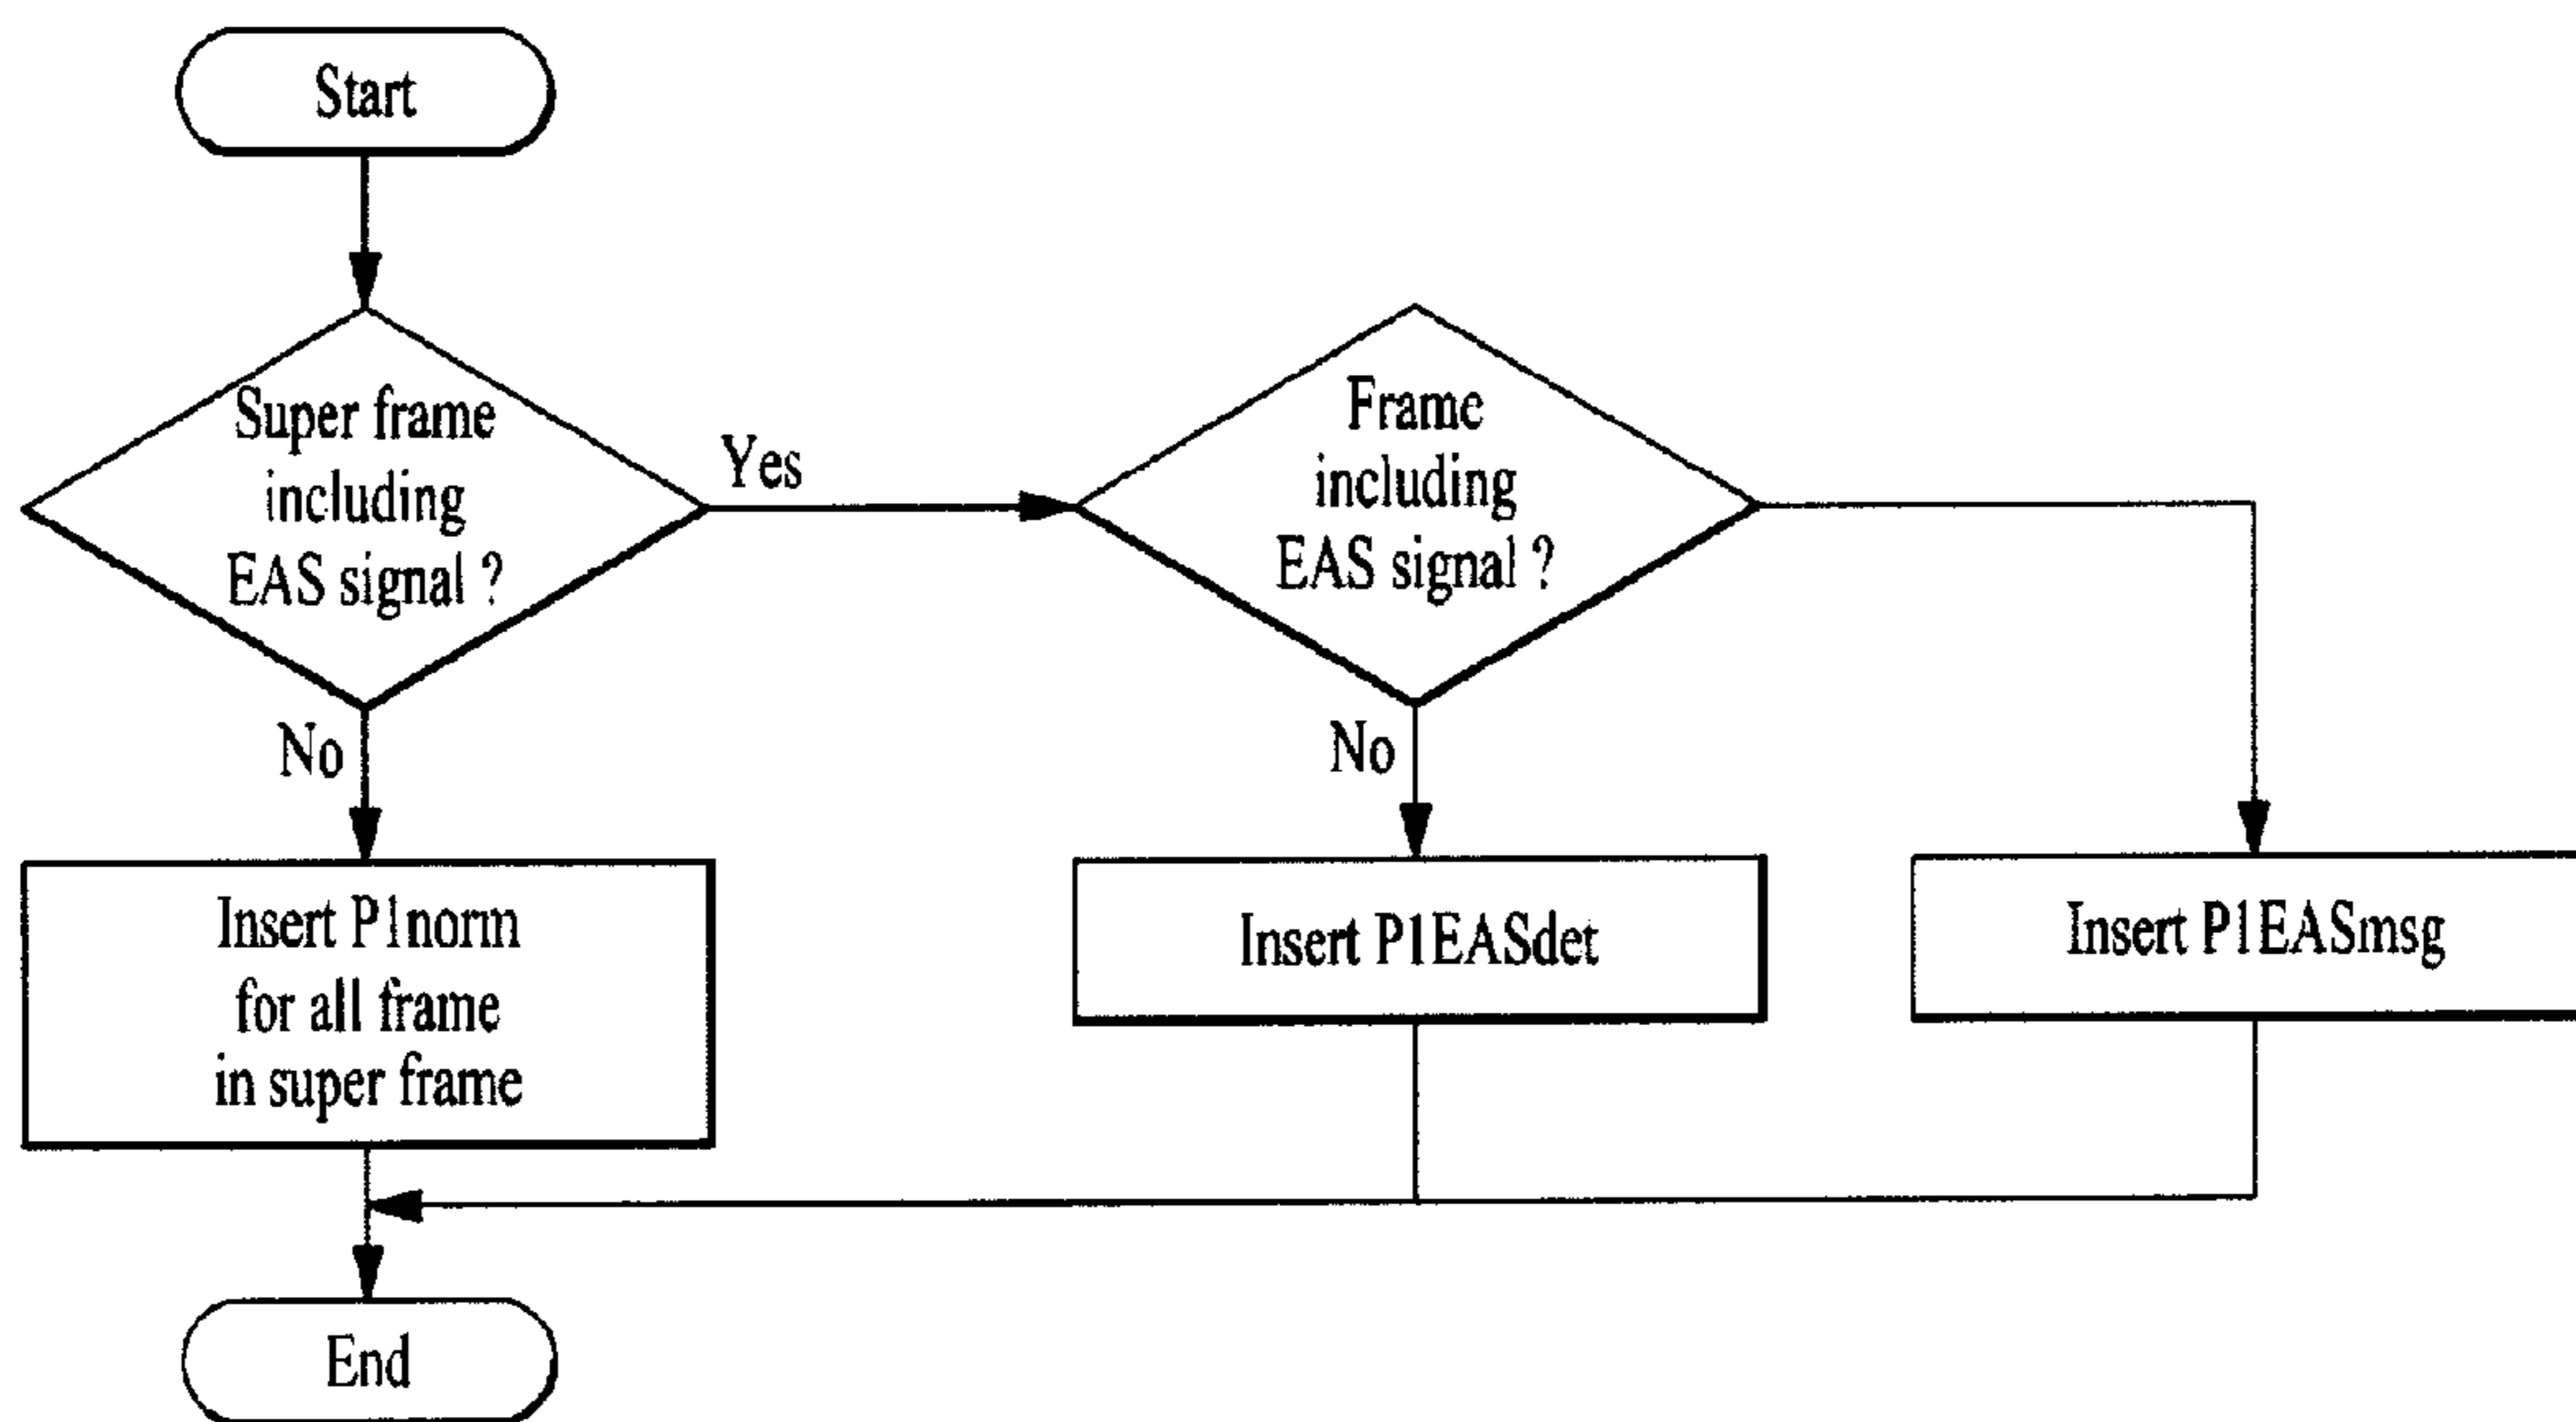 Start
Super frame
including
EAS signal ?
Yes
Frame
including
EAS signal ?
No
No
Insert P1norm
for all frame
in super frame
Insert P1EASdet
Insert P1EASmsg
End